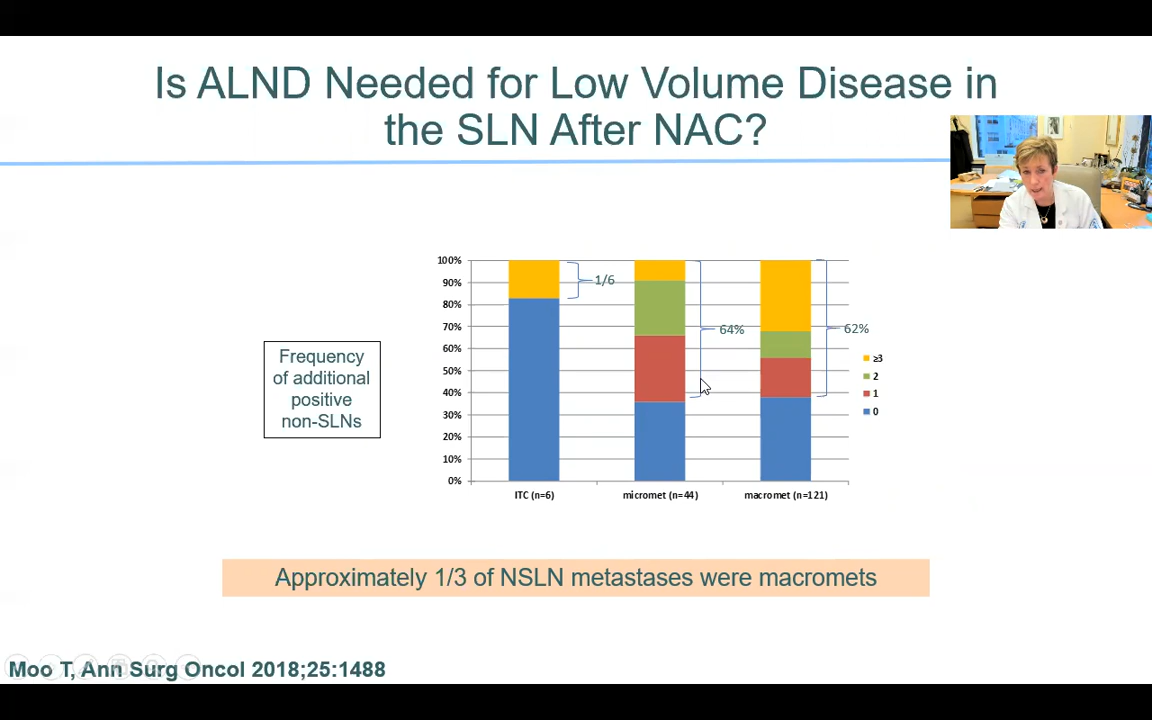 Is ALND Needed for Low Volume Disease in
the SLN After NAC?
Frequency
of additional
positive
non-SLNs
100%
90%
80%
70%
60%
50%
40%
30%
20%
10%
0%
1/6
64%
62%
≥3
2
1
0
ITC (n=6)
micromet (n=44)
macromet (n=121)
Approximately 1/3 of NSLN metastases were macromets
Moo T, Ann Surg Oncol 2018;25:1488